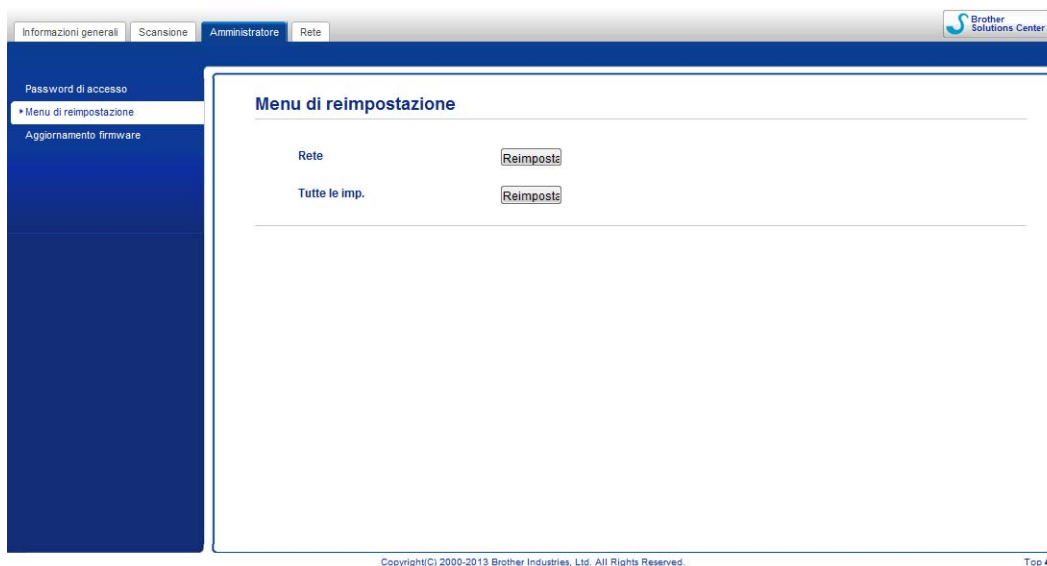 Informazioni generali Scansione Amministratore Rete
Brother
Solutions Center
Password di accesso
Menu di reimpostazione
Aggiornamento firmware
Menu di reimpostazione
Rete Reimposta
Tutte le imp. Reimposta
Copyright(C) 2000-2013 Brother Industries, Ltd. All Rights Reserved. Top